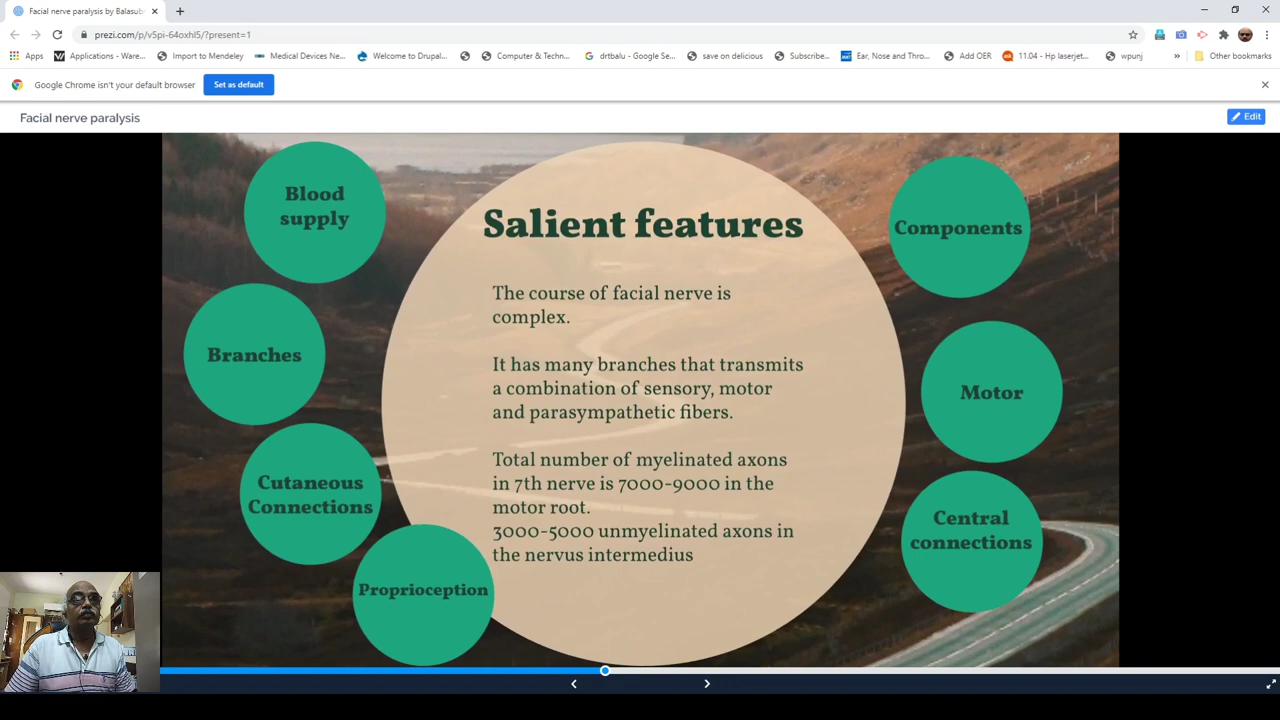 Facial nerve paralysis by Balasub
prezi.com/p/v5pi-64oxhl5/?present=1
Apps
Applications - Ware...
Import to Mendeley
Medical Devices Ne...
Welcome to Drupal...
Computer & Techn...
drtbalu - Google Se...
save on delicious
Subscribe...
Ear, Nose and Thro...
Add OER
11.04 - Hp laserjet...
wpunj
»
Other bookmarks
Google Chrome isn't your default browser
Set as default
Facial nerve paralysis
Edit
Salient features
The course of facial nerve is
complex.
It has many branches that transmits
a combination of sensory, motor
and parasympathetic fibers.
Total number of myelinated axons
in 7th nerve is 7000-9000 in the
motor root.
3000-5000 unmyelinated axons in
the nervus intermedius
Blood
supply
Branches
Cutaneous
Connections
Proprioception
Components
Motor
Central
connections